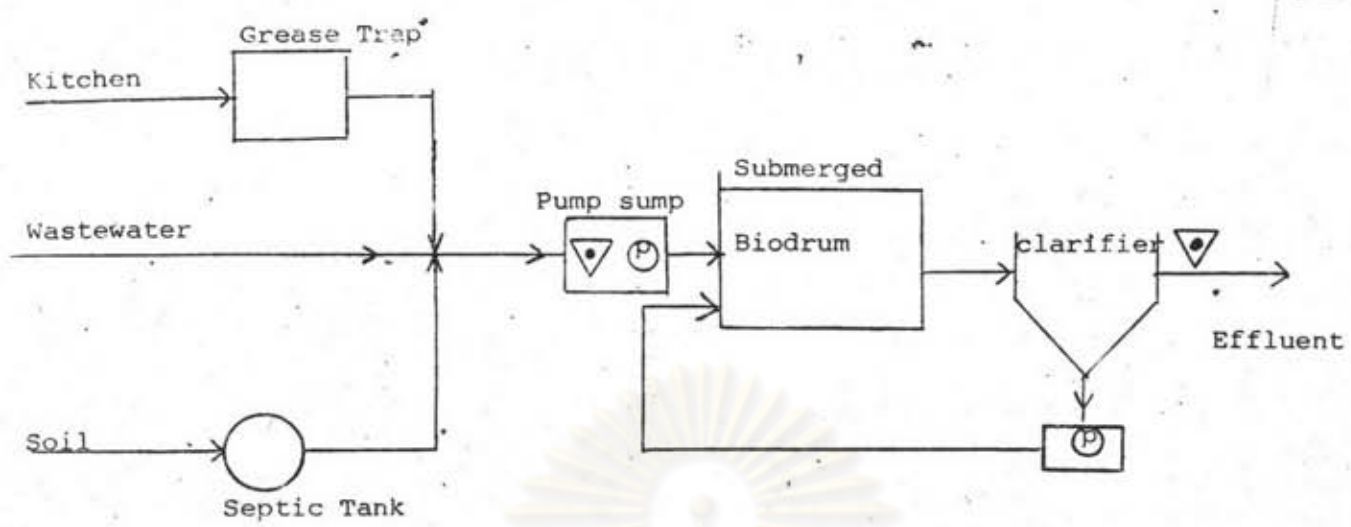 Grease Trap
Kitchen
Submerged
Pump sump
Wastewater
P
Biodrum
clarifier
Effluent
Soil
P
Septic Tank